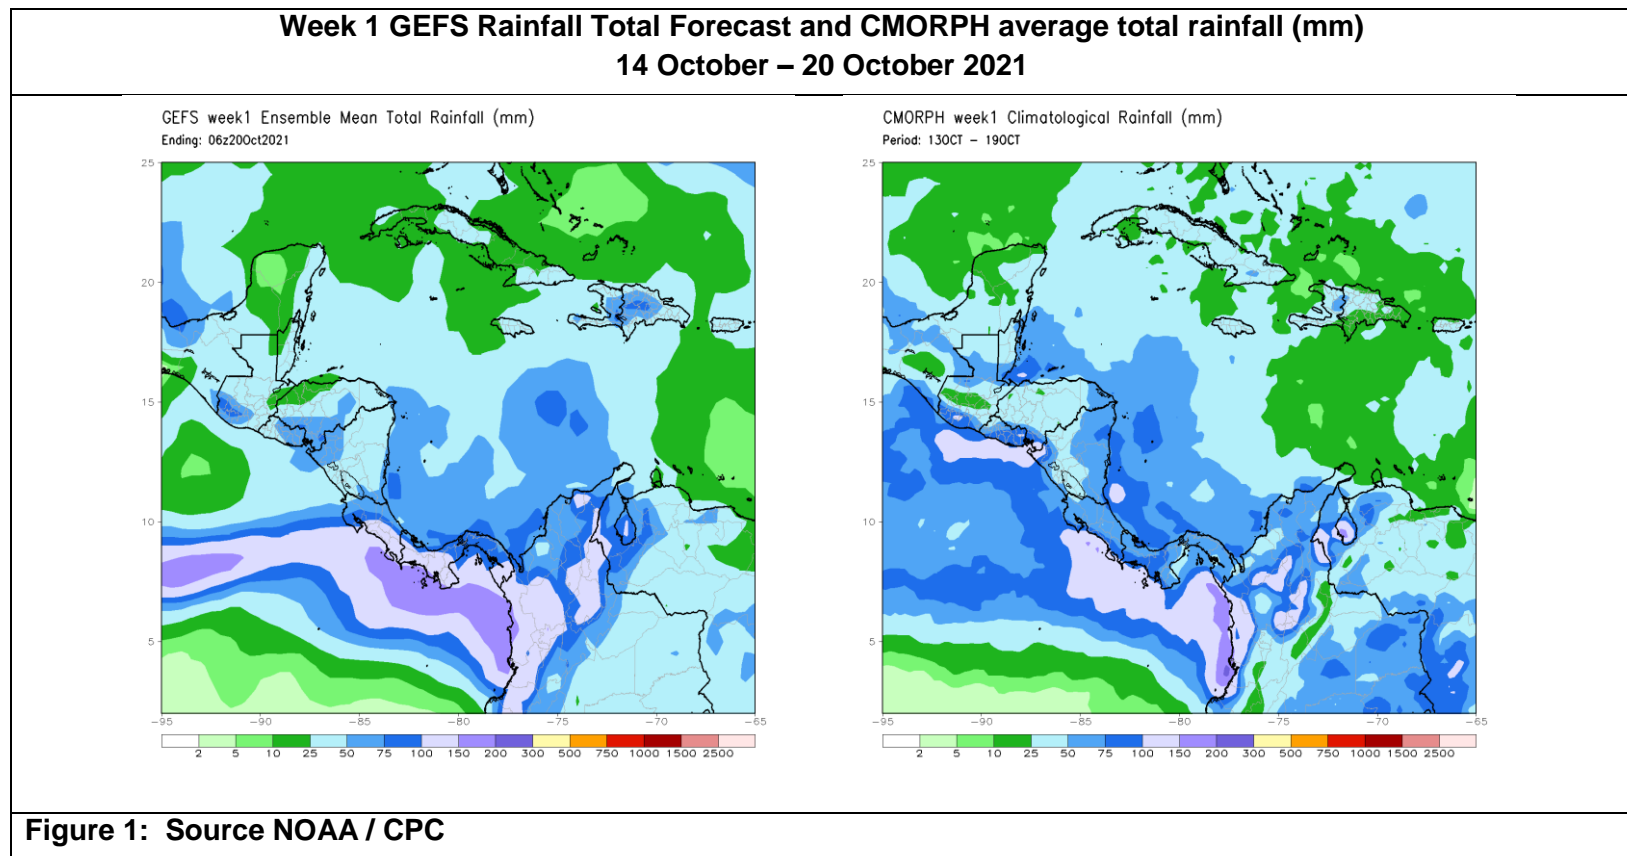 Week 1 GEFS Rainfall Total Forecast and CMORPH average total rainfall (mm)
14 October – 20 October 2021
GEFS week1 Ensemble Mean Total Rainfall (mm)
Ending: 06z20Oct2021
25
20
15
10
5
-95 -90 -85 -80 -75 -70 -65
2 5 10 25 50 75 100 150 200 300 500 750 1000 1500 2500
CMORPH week1 Climatological Rainfall (mm)
Period: 13OCT - 19OCT
25
20
15
10
5
-95 -90 -85 -80 -75 -70 -65
2 5 10 25 50 75 100 150 200 300 500 750 1000 1500 2500
Figure 1: Source NOAA / CPC